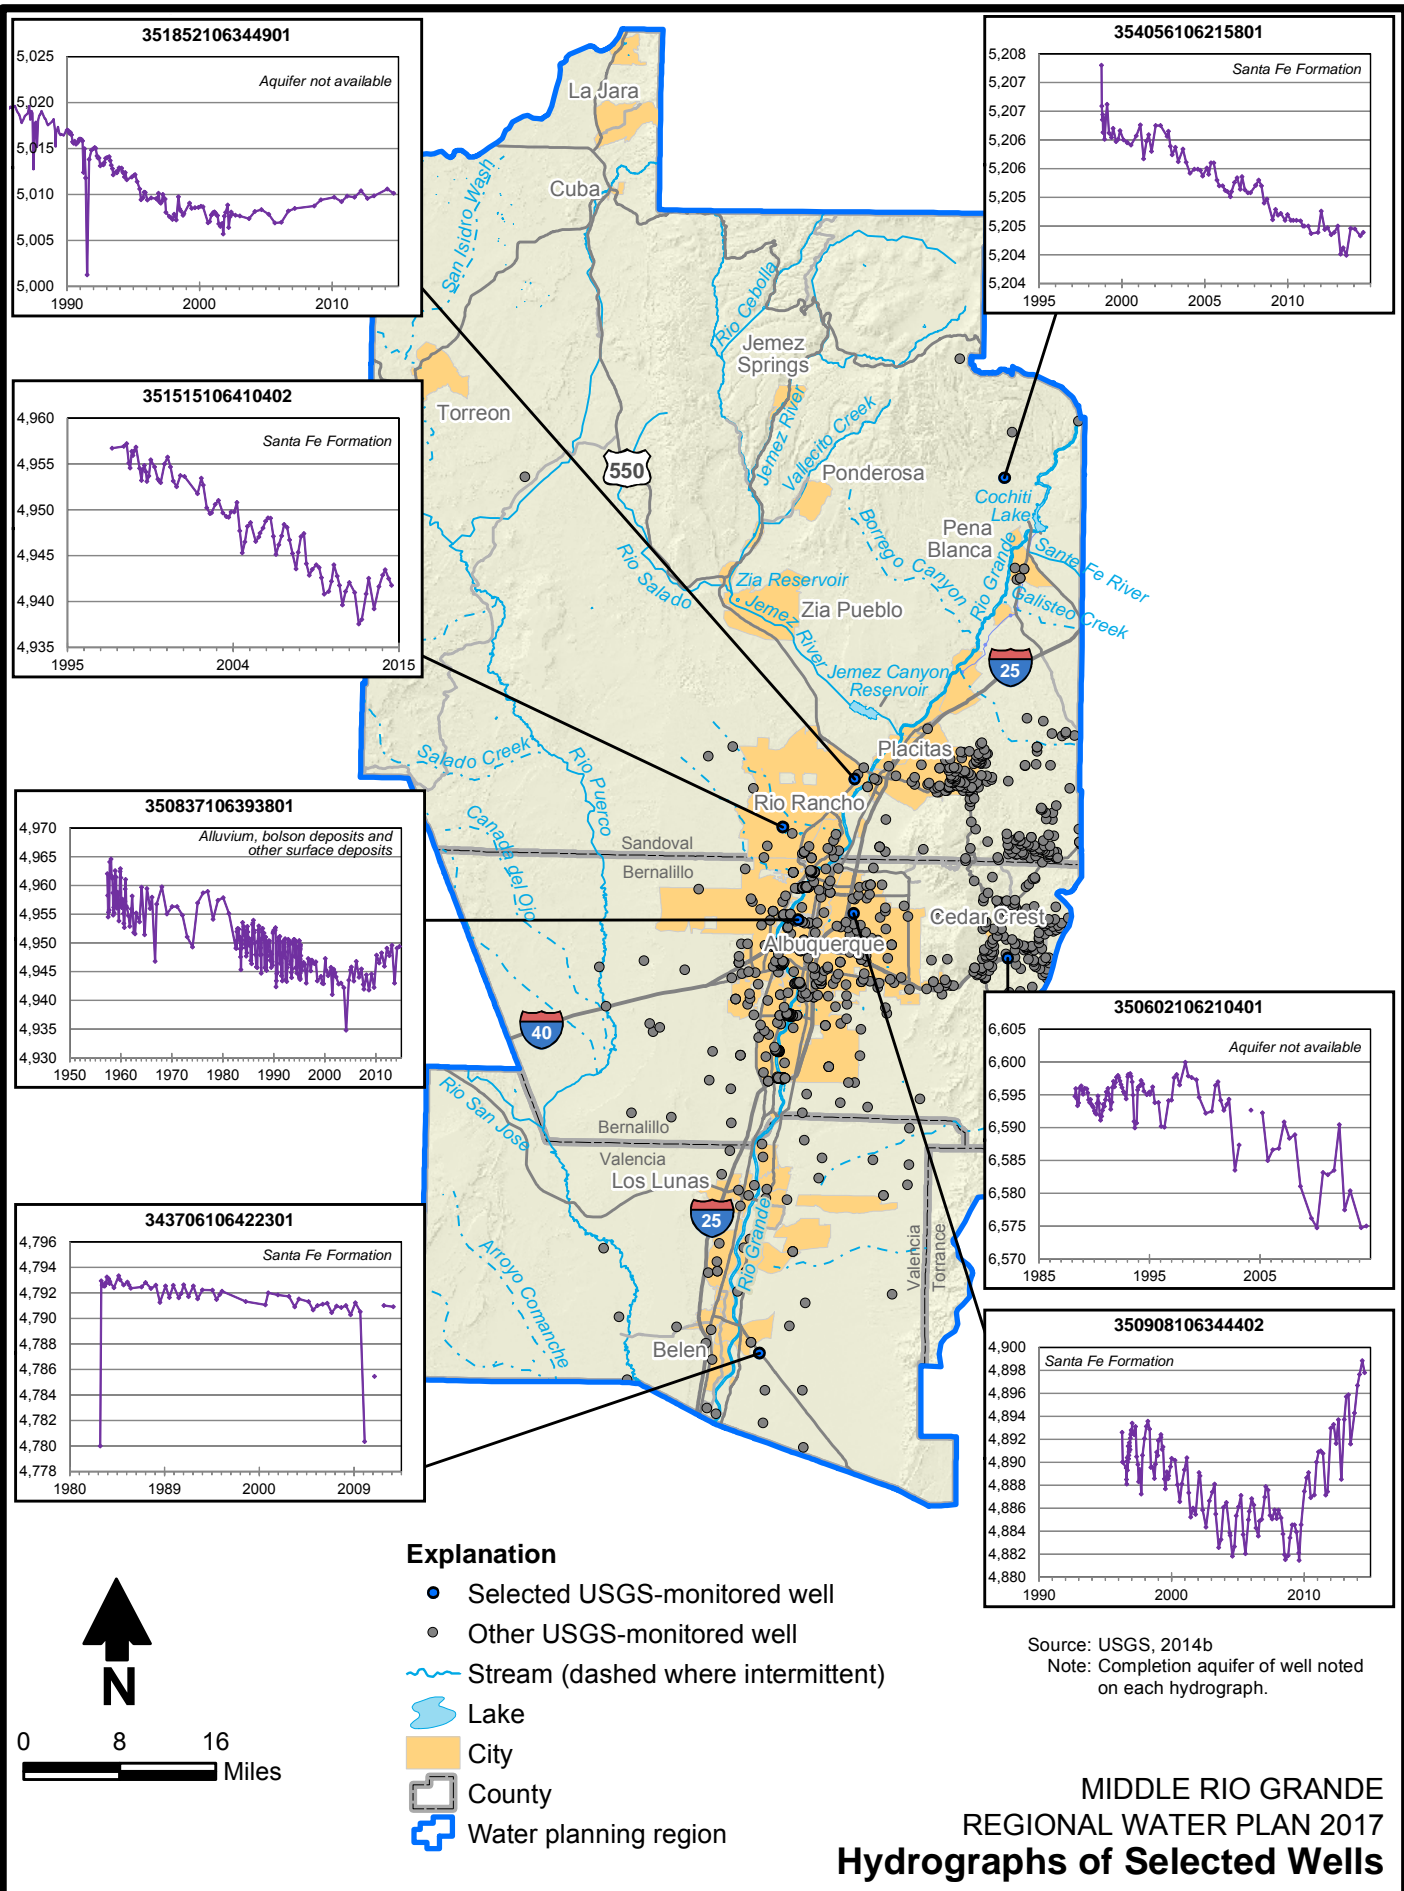 351852106344901
Aquifer not available
5,025
5,020
5,015
5,010
5,005
5,000
1990
2000
2010
354056106215801
Santa Fe Formation
5,208
5,207
5,207
5,206
5,206
5,205
5,205
5,204
5,204
1995
2000
2005
2010
351515106410402
Santa Fe Formation
4,960
4,955
4,950
4,945
4,940
4,935
1995
2004
2015
350837106393801
Alluvium, bolson deposits and
other surface deposits
4,970
4,965
4,960
4,955
4,950
4,945
4,940
4,935
4,930
1950
1960
1970
1980
1990
2000
2010
343706106422301
Santa Fe Formation
4,796
4,794
4,792
4,790
4,788
4,786
4,784
4,782
4,780
4,778
1980
1989
2000
2009
350602106210401
Aquifer not available
6,605
6,600
6,595
6,590
6,585
6,580
6,575
6,570
1985
1995
2005
350908106344402
Santa Fe Formation
4,900
4,898
4,896
4,894
4,892
4,890
4,888
4,886
4,884
4,882
4,880
1990
2000
2010
La Jara
Cuba
San Isidro Wash
Rio Cebolla
Jemez
Springs
Torreon
Jemez River
Vallecito Creek
550
Ponderosa
Cochiti
Lake
Pena
Blanca
Borrego Canyon
Rio Grande
Sante Fe River
Rio Salado
Zia Reservoir
Zia Pueblo
Galisteo Creek
Jemez River
Jemez Canyon
Reservoir
25
Placitas
Salado Creek
Rio Puerco
Rio Rancho
Canada del Ojo
Sandoval
Bernalillo
Cedar Crest
Albuquerque
40
Rio San Jose
Bernalillo
Valencia
Los Lunas
25
Rio Grande
Valencia
Torrance
Arroyo Comanche
Belen
Explanation
Selected USGS-monitored well
Other USGS-monitored well
Stream (dashed where intermittent)
Lake
City
County
Water planning region
N
0 8 16
Miles
Source: USGS, 2014b
Note: Completion aquifer of well noted
on each hydrograph.
MIDDLE RIO GRANDE
REGIONAL WATER PLAN 2017
Hydrographs of Selected Wells